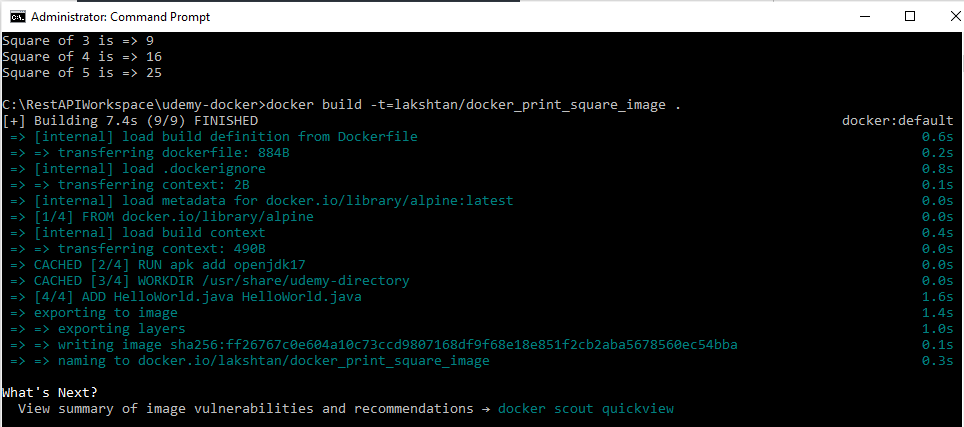 Administrator: Command Prompt
Square of 3 is => 9
Square of 4 is => 16
Square of 5 is => 25
C:\RestAPIWorkspace\udemy-docker>docker build -t=lakshtan/docker_print_square_image .
[+] Building 7.4s (9/9) FINISHED docker:default
=> [internal] load build definition from Dockerfile 0.6s
=> => transferring dockerfile: 884B 0.2s
=> [internal] load .dockerignore 0.8s
=> => transferring context: 2B 0.1s
=> [internal] load metadata for docker.io/library/alpine:latest 0.0s
=> [1/4] FROM docker.io/library/alpine 0.0s
=> [internal] load build context 0.4s
=> => transferring context: 490B 0.0s
=> CACHED [2/4] RUN apk add openjdk17 0.0s
=> CACHED [3/4] WORKDIR /usr/share/udemy-directory 0.0s
=> [4/4] ADD HelloWorld.java HelloWorld.java 1.6s
=> exporting to image 1.4s
=> => exporting layers 1.0s
=> => writing image sha256:ff26767c0e604a10c73ccd9807168df9f68e18e851f2cb2aba5678560ec54bba 0.1s
=> => naming to docker.io/lakshtan/docker_print_square_image 0.3s
What's Next?
View summary of image vulnerabilities and recommendations → docker scout quickview